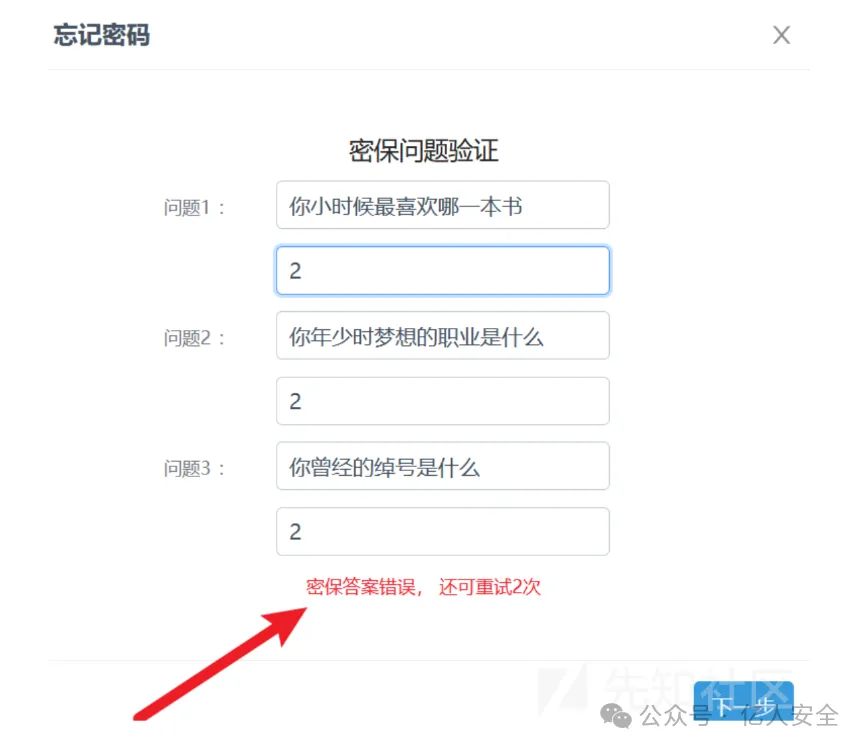 忘记密码
密保问题验证
问题1 :
你小时候最喜欢哪一本书
2
问题2 :
你年少时梦想的职业是什么
2
问题3 :
你曾经的绰号是什么
2
密保答案错误， 还可重试2次
先知社区
下一步
公众号 · 亿人安全